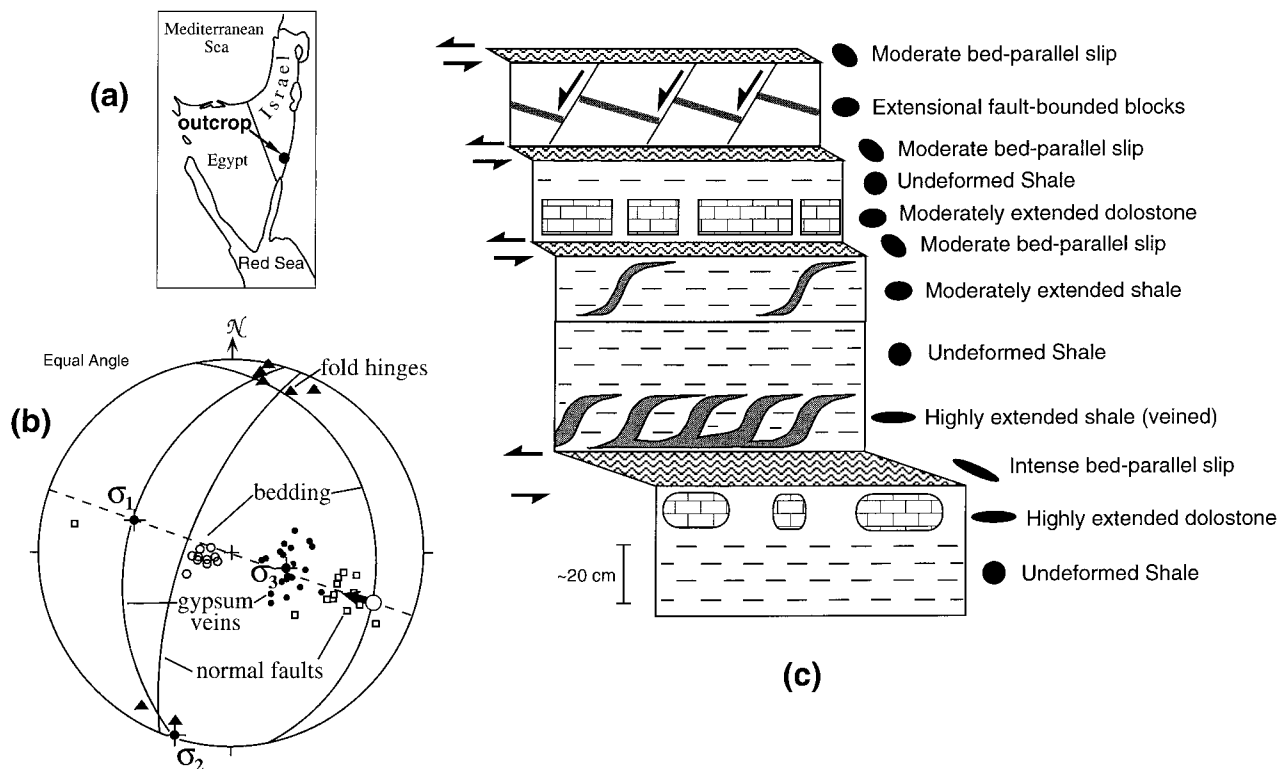 (a)
Mediterranean
Sea
Israel
outcrop
Egypt
Red Sea
(b)
Equal Angle
N
fold hinges
σ1
bedding
σ3
gypsum
veins
normal faults
σ2
(c)
Moderate bed-parallel slip
Extensional fault-bounded blocks
Moderate bed-parallel slip
Undeformed Shale
Moderately extended dolostone
Moderate bed-parallel slip
Moderately extended shale
Undeformed Shale
Highly extended shale (veined)
Intense bed-parallel slip
Highly extended dolostone
~20 cm
Undeformed Shale